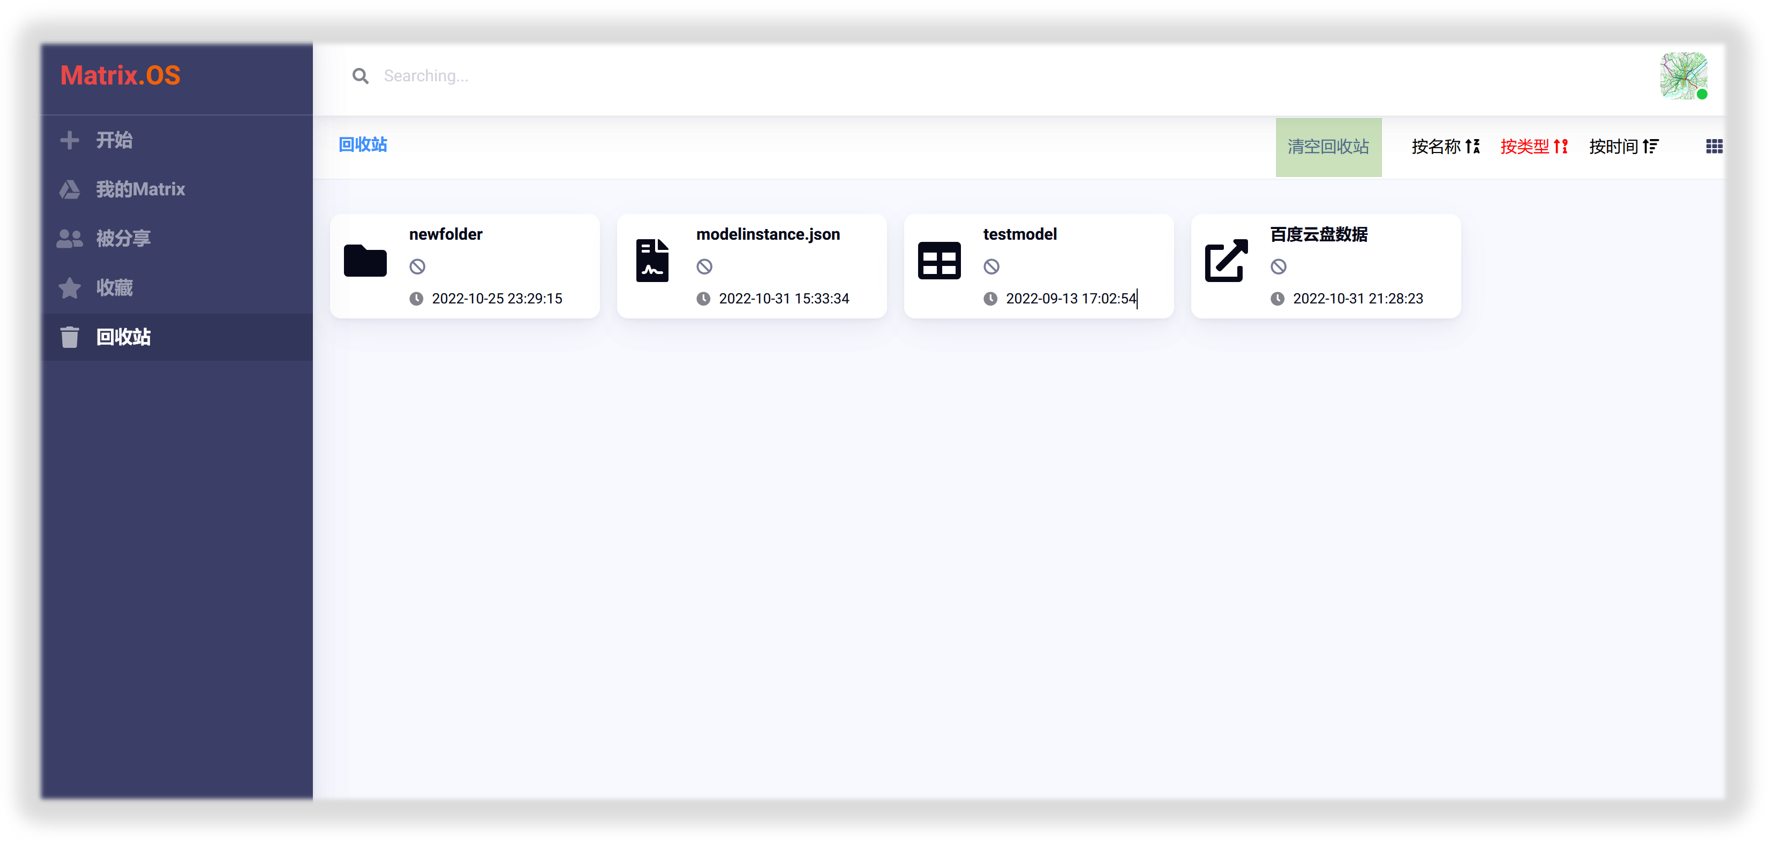 Matrix.OS
Searching...
开始
我的Matrix
被分享
收藏
回收站
回收站
清空回收站
按名称
按类型
按时间
newfolder
2022-10-25 23:29:15
modelinstance.json
2022-10-31 15:33:34
testmodel
2022-09-13 17:02:54
百度云盘数据
2022-10-31 21:28:23